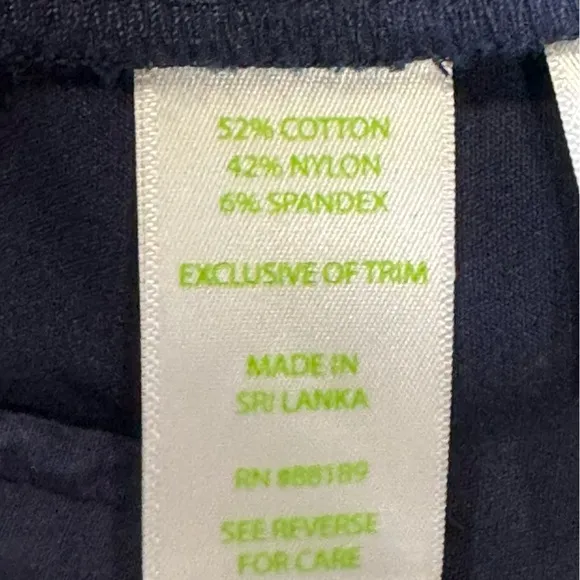 52% COTTON
42% NYLON
6% SPANDEX
EXCLUSIVE OF TRIM
MADE IN
SRI LANKA
RN #88189
SEE REVERSE
FOR CARE